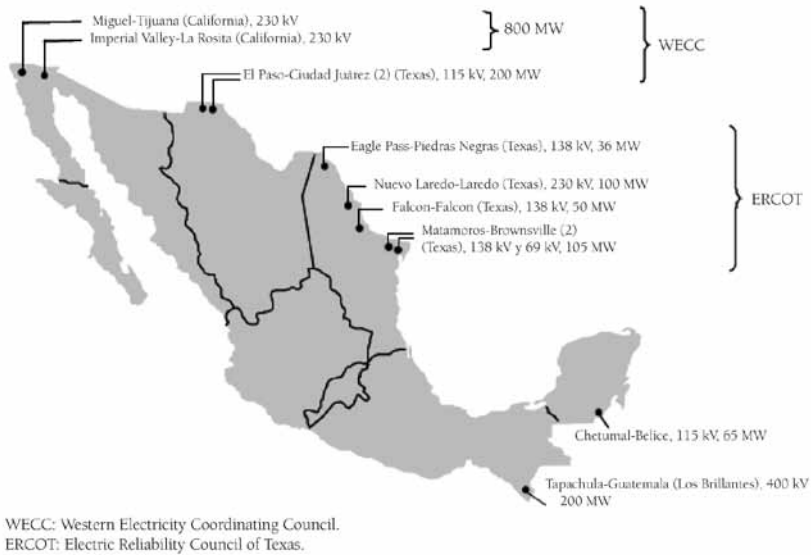 Miguel-Tijuana (California), 230 kV
Imperial Valley-La Rosita (California), 230 kV
800 MW
WECC
El Paso-Ciudad Juárez (2) (Texas), 115 kV, 200 MW
Eagle Pass-Piedras Negras (Texas), 138 kV, 36 MW
Nuevo Laredo-Laredo (Texas), 230 kV, 100 MW
Falcon-Falcon (Texas), 138 kV, 50 MW
Matamoros-Brownsville (2)
(Texas), 138 kV y 69 kV, 105 MW
ERCOT
Chetumal-Belice, 115 kV, 65 MW
Tapachula-Guatemala (Los Brillantes), 400 kV
200 MW
WECC: Western Electricity Coordinating Council.
ERCOT: Electric Reliability Council of Texas.